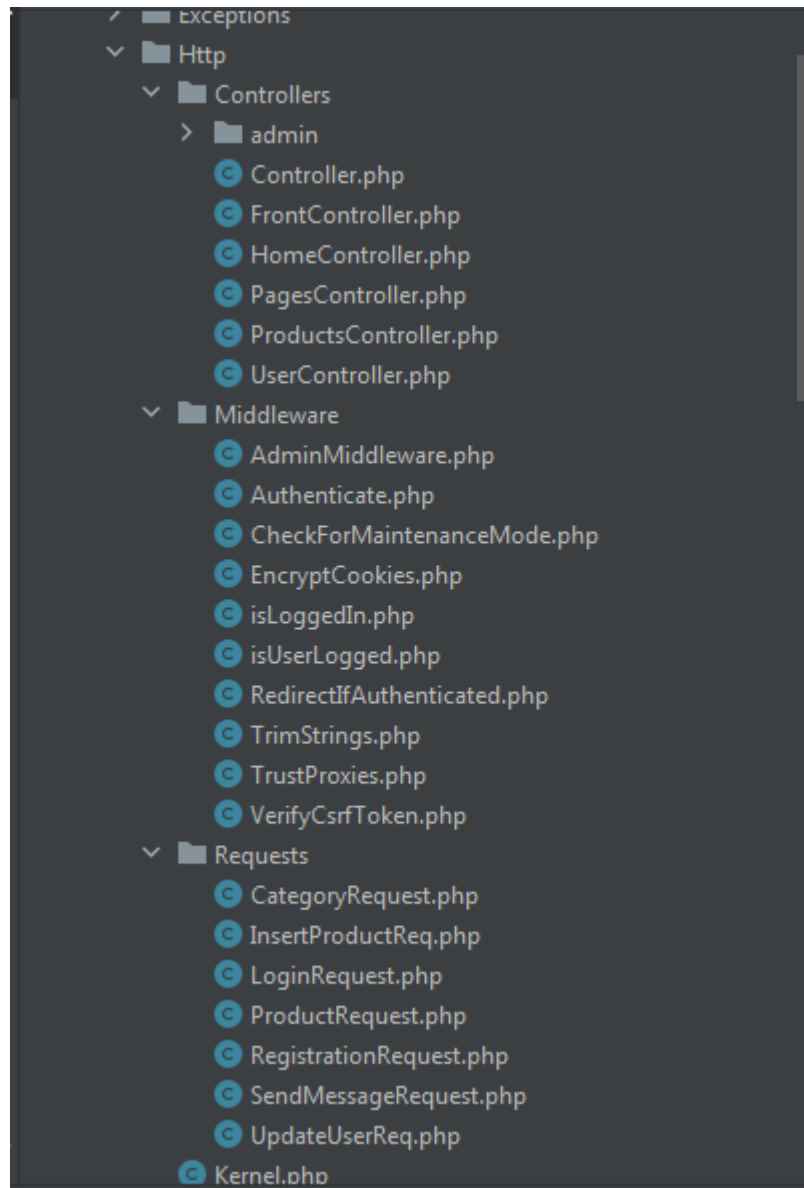 Exceptions
Http
Controllers
admin
Controller.php
FrontController.php
HomeController.php
PagesController.php
ProductsController.php
UserController.php
Middleware
AdminMiddleware.php
Authenticate.php
CheckForMaintenanceMode.php
EncryptCookies.php
isLoggedIn.php
isUserLogged.php
RedirectIfAuthenticated.php
TrimStrings.php
TrustProxies.php
VerifyCsrfToken.php
Requests
CategoryRequest.php
InsertProductReq.php
LoginRequest.php
ProductRequest.php
RegistrationRequest.php
SendMessageRequest.php
UpdateUserReq.php
Kernel.php